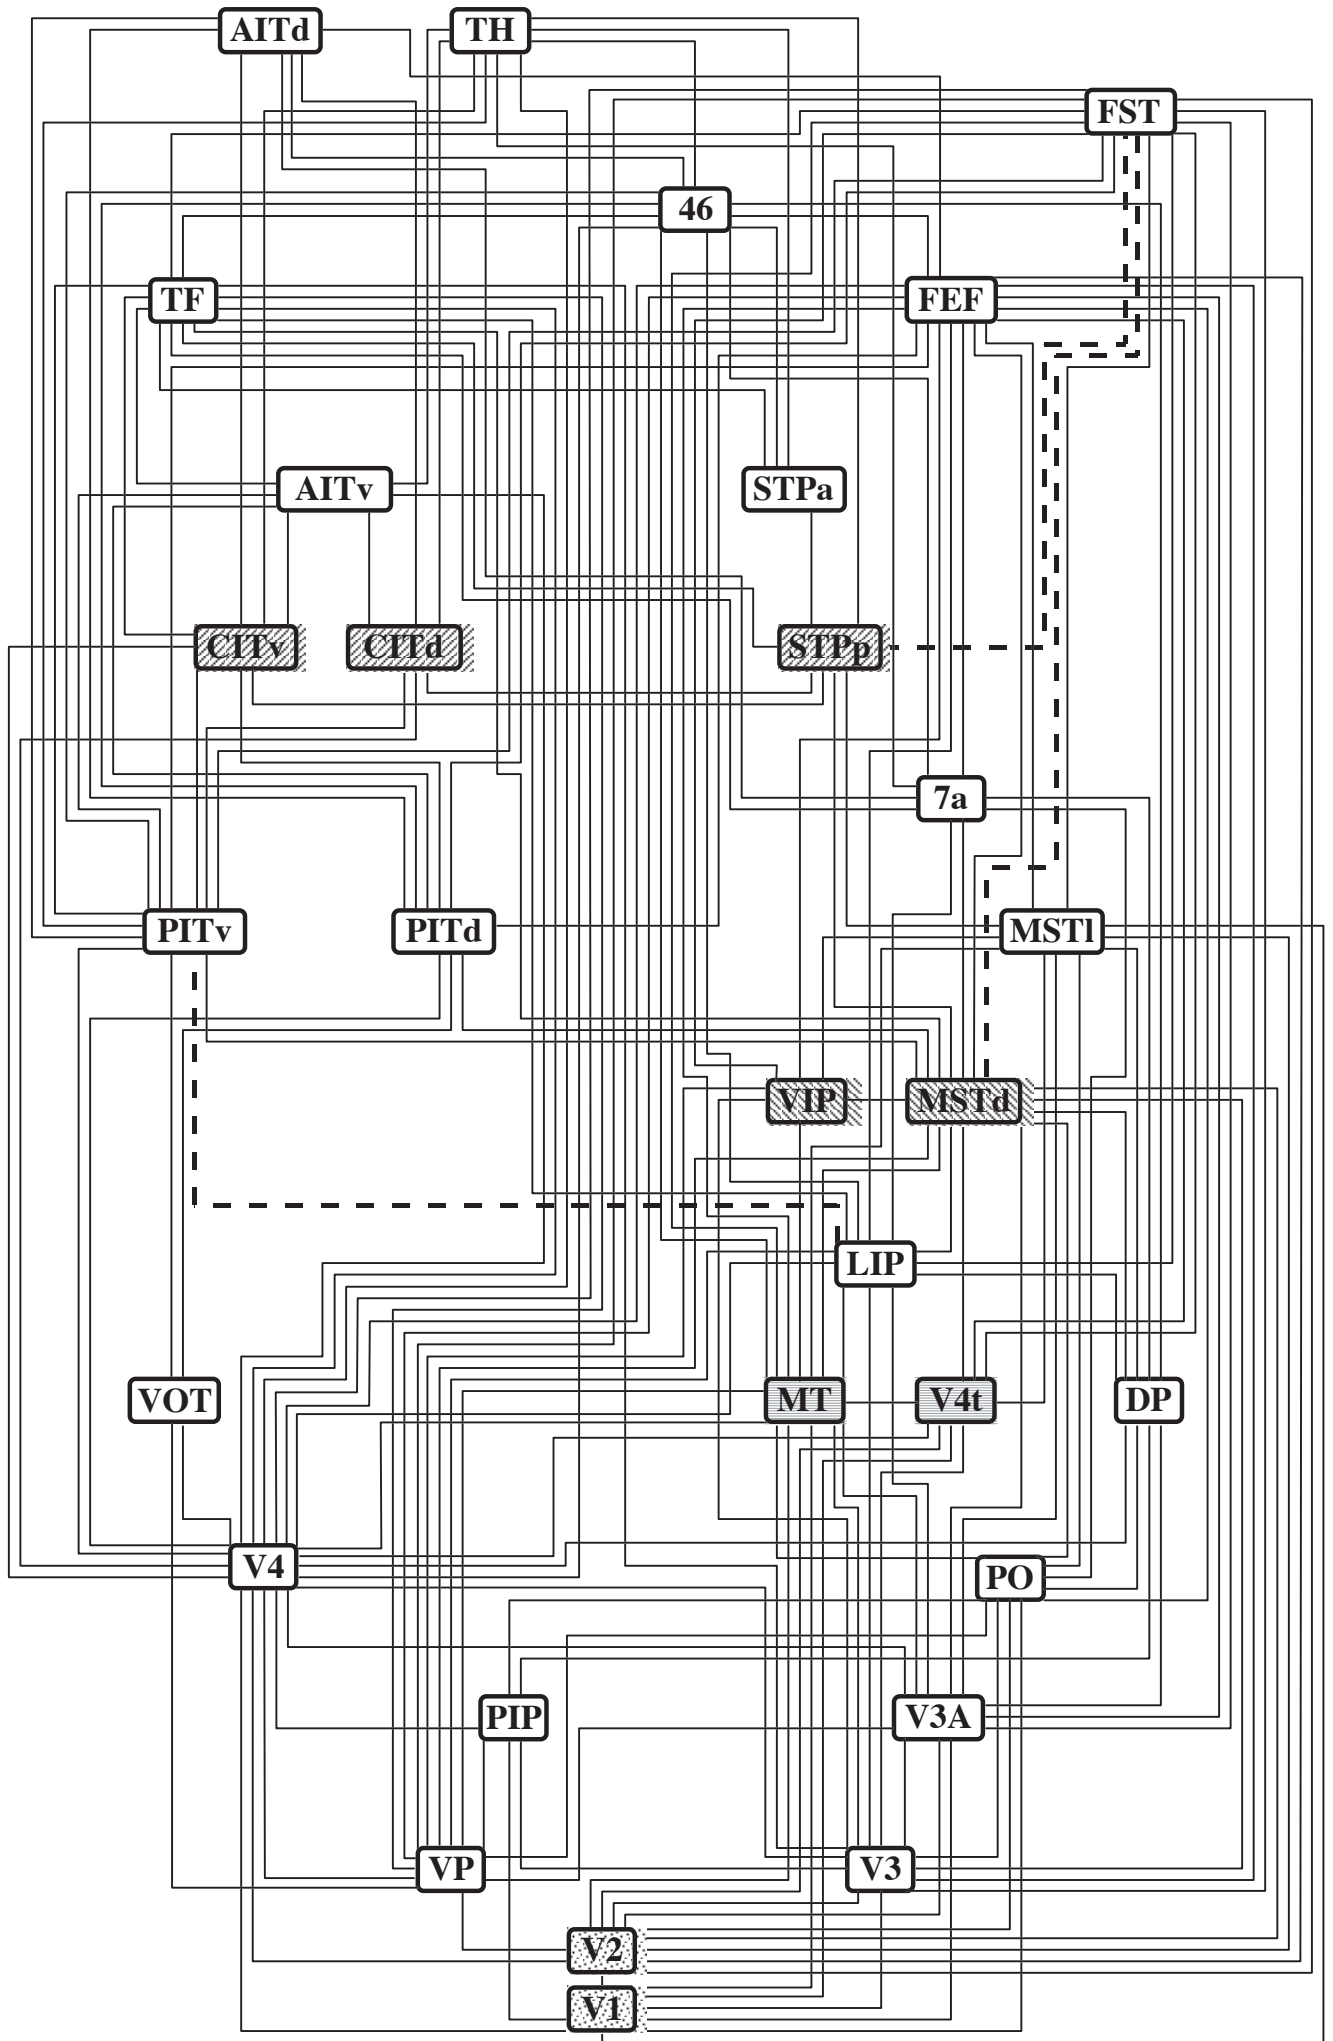 AITd
TH
FST
46
TF
FEF
AITv
STPa
CITv
CITd
STPp
7a
PITv
PITd
MSTl
VIP
MSTd
LIP
VOT
MT
V4t
DP
V4
PO
PIP
V3A
VP
V3
V2
V1